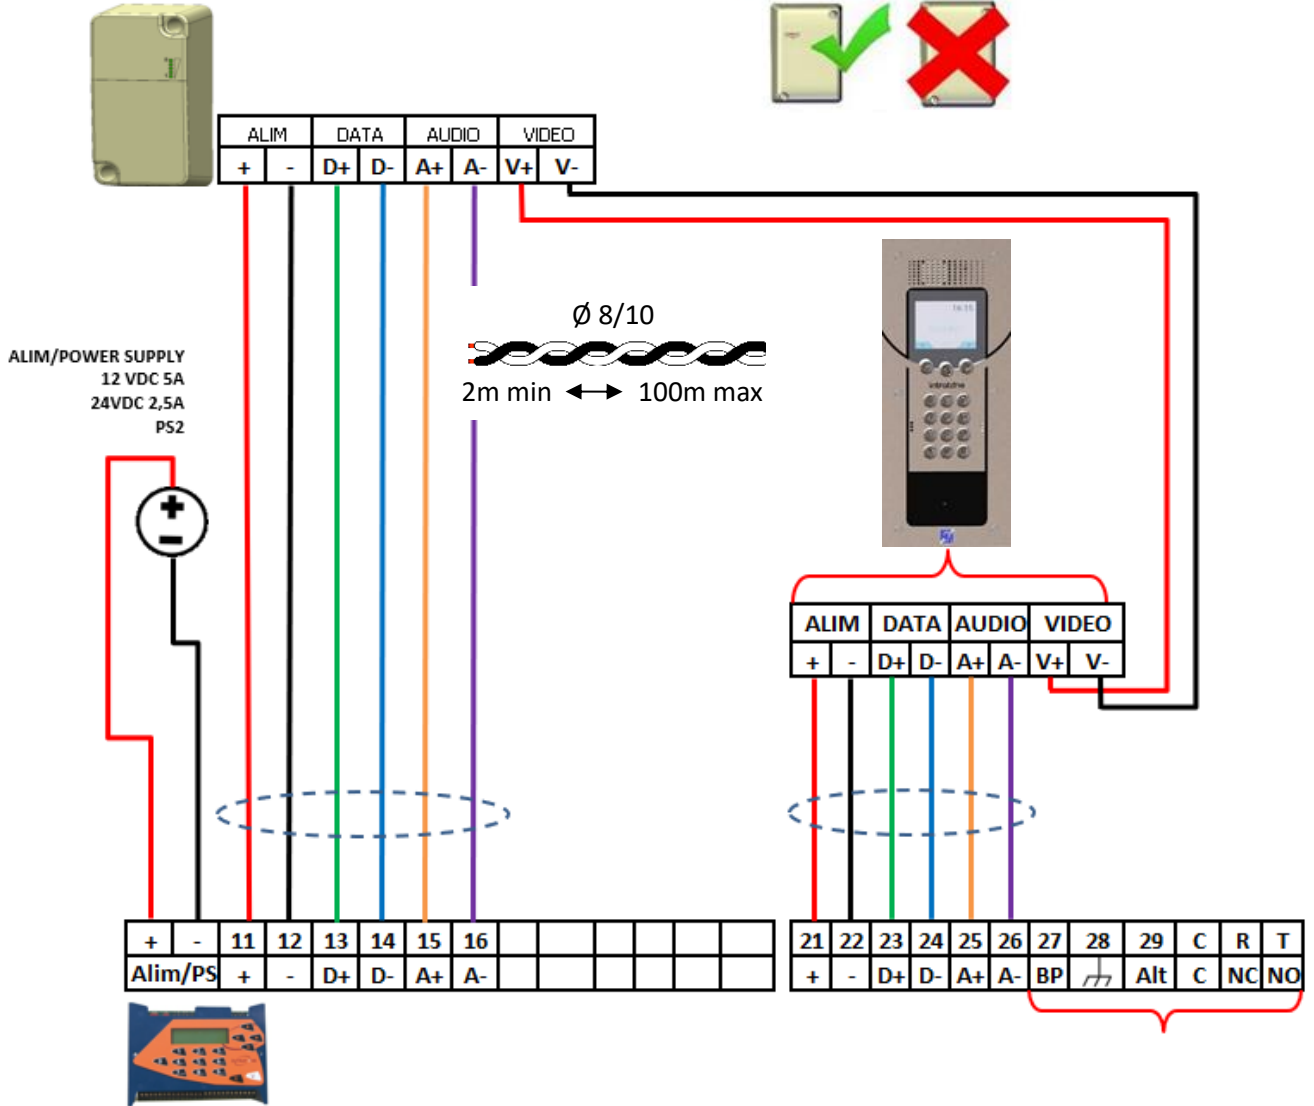 ALIM DATA AUDIO VIDEO
+ - D+ D- A+ A- V+ V-
Ø 8/10
2m min 100m max
ALIM/POWER SUPPLY
12 VDC 5A
24VDC 2,5A
PS2
+
-
ALIM DATA AUDIO VIDEO
+ - D+ D- A+ A- V+ V-
+ - 11 12 13 14 15 16
Alim/PS + - D+ D- A+ A-
21 22 23 24 25 26 27 28 29 C R T
+ - D+ D- A+ A- BP Alt C NC NO